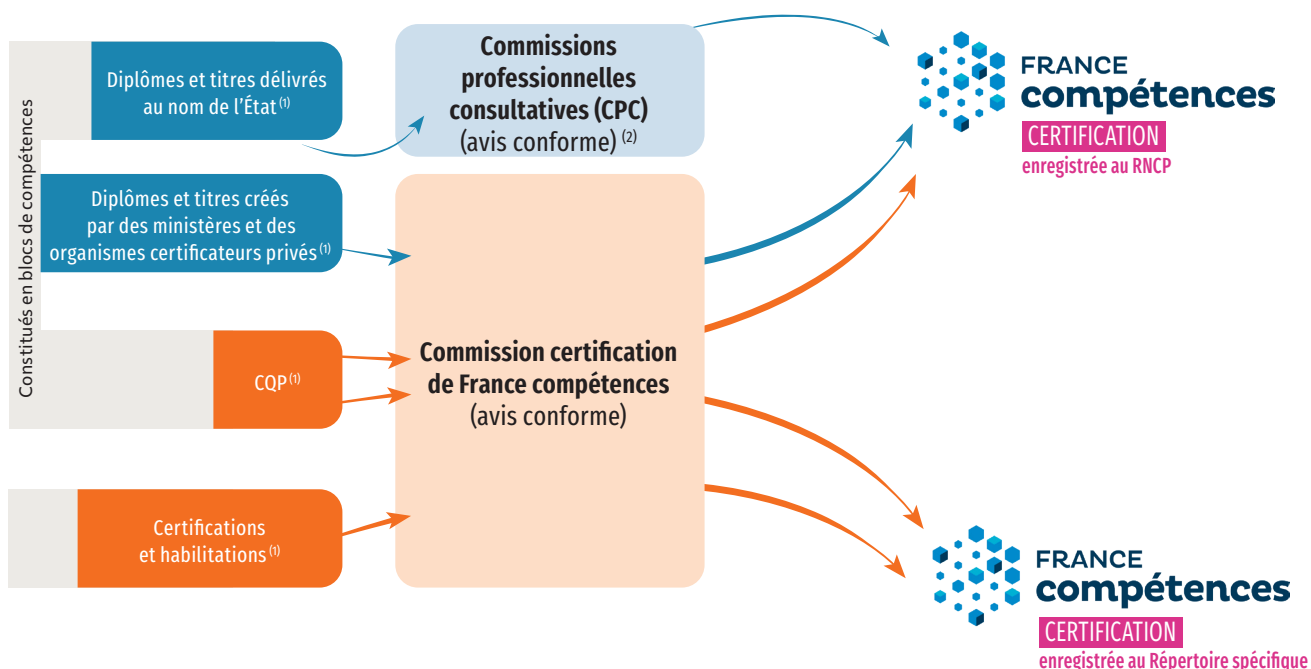 Constitués en blocs de compétences
Diplômes et titres délivrés
au nom de l'État (1)
Diplômes et titres créés
par des ministères et des
organismes certificateurs privés (1)
CQP (1)
Certifications
et habilitations (1)
Commissions
professionnelles
consultatives (CPC)
(avis conforme) (2)
Commission certification
de France compétences
(avis conforme)
FRANCE
compétences
CERTIFICATION
enregistrée au RNCP
FRANCE
compétences
CERTIFICATION
enregistrée au Répertoire spécifique